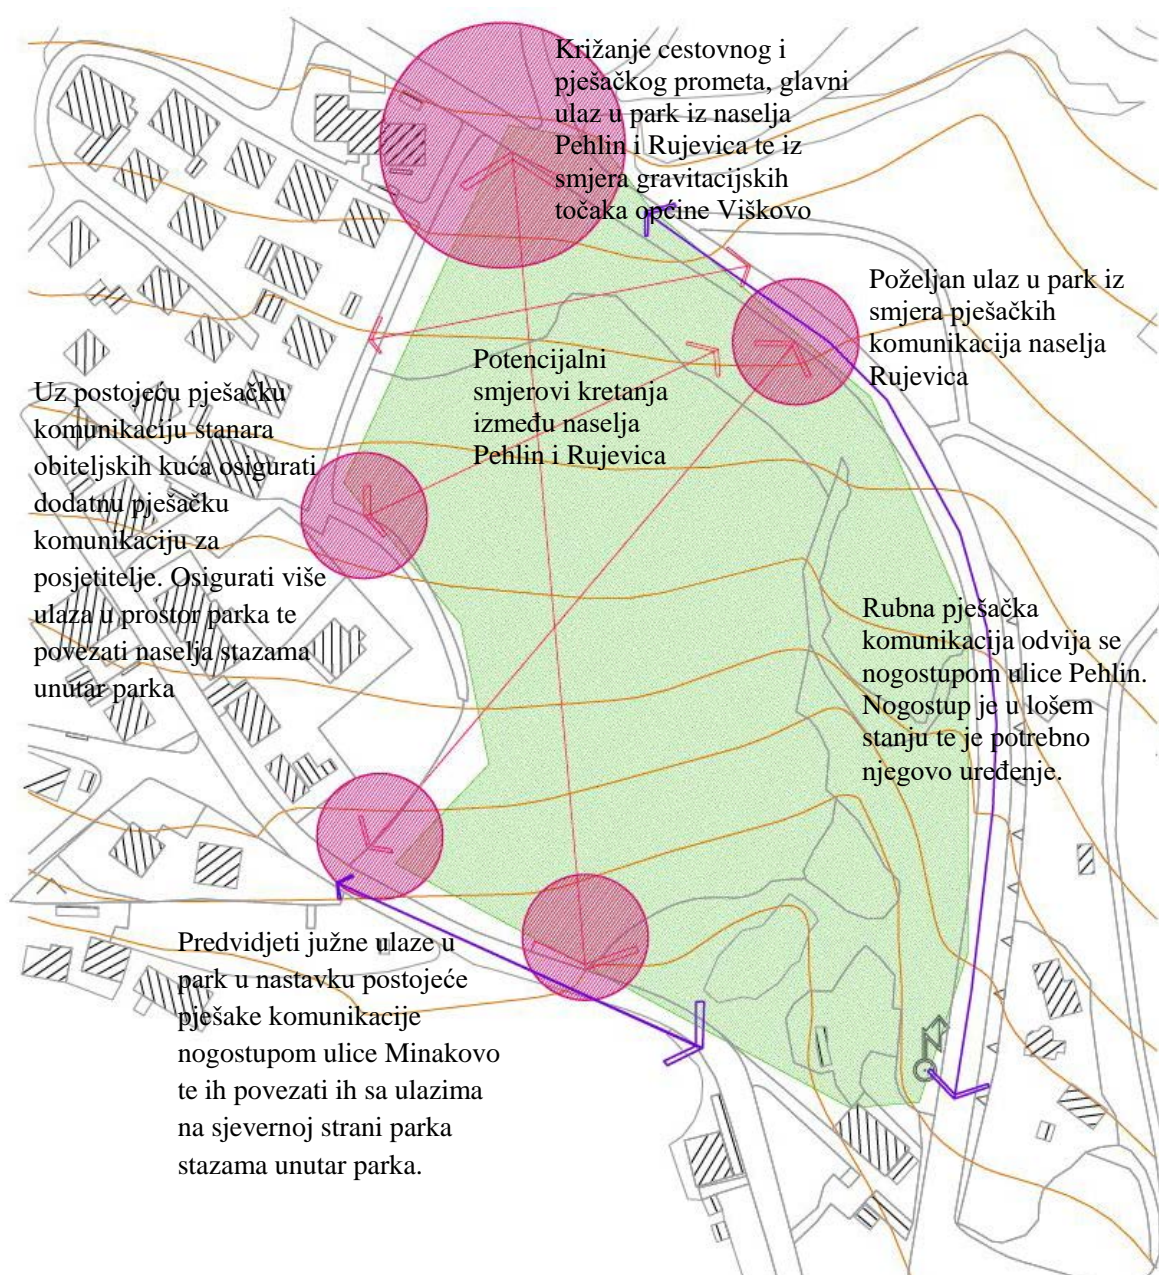 Križanje cestovnog i
pješačkog prometa, glavni
ulaz u park iz naselja
Pehlin i Rujevica te iz
smjera gravitacijskih
točaka općine Viškovo
Poželjan ulaz u park iz
smjera pješačkih
komunikacija naselja
Rujevica
Potencijalni
smjerovi kretanja
između naselja
Pehlin i Rujevica
Uz postojeću pješačku
komunikaciju stanara
obiteljskih kuća osigurati
dodatnu pješačku
komunikaciju za
posjetitelje. Osigurati više
ulaza u prostor parka te
povezati naselja stazama
unutar parka
Rubna pješačka
komunikacija odvija se
nogostupom ulice Pehlin.
Nogostup je u lošem
stanju te je potrebno
njegovo uređenje.
Predvidjeti južne ulaze u
park u nastavku postojeće
pješake komunikacije
nogostupom ulice Minakovo
te ih povezati ih sa ulazima
na sjevernoj strani parka
stazama unutar parka.
N